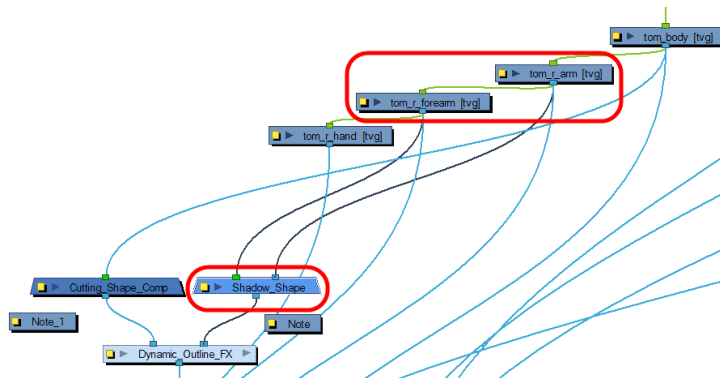 tom_body [tvg]
tom_r_arm [tvg]
tom_r_forearm [tvg]
tom_r_hand [tvg]
Cutting_Shape_Comp
Shadow_Shape
Note_1
Note
Dynamic_Outline_FX